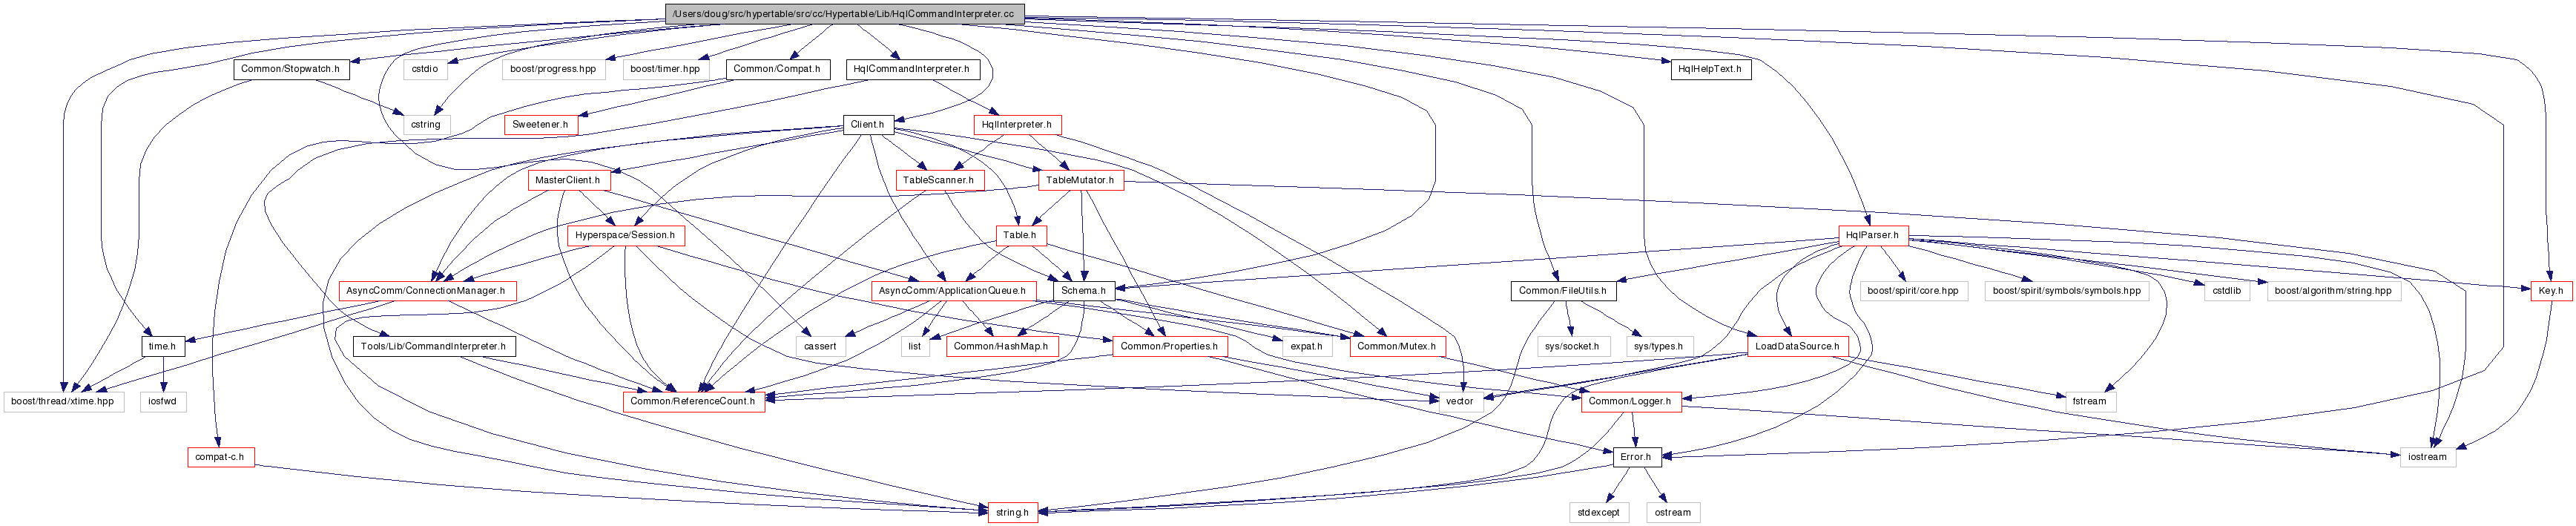 /Users/doug/src/hypertable/src/cc/Hypertable/Lib/HqlCommandInterpreter.cc
Common/Stopwatch.h
cstdio
boost/progress.hpp
boost/timer.hpp
Common/Compat.h
HqlCommandInterpreter.h
HqlHelpText.h
cstring
Sweetener.h
Client.h
HqlInterpreter.h
MasterClient.h
TableScanner.h
TableMutator.h
Hyperspace/Session.h
Table.h
HqlParser.h
AsyncComm/ConnectionManager.h
AsyncComm/ApplicationQueue.h
Schema.h
Common/FileUtils.h
boost/spirit/core.hpp
boost/spirit/symbols/symbols.hpp
cstdlib
boost/algorithm/string.hpp
Key.h
time.h
Tools/Lib/CommandInterpreter.h
cassert
list
Common/HashMap.h
Common/Properties.h
expat.h
Common/Mutex.h
sys/socket.h
sys/types.h
LoadDataSource.h
boost/thread/xtime.hpp
iosfwd
Common/ReferenceCount.h
vector
Common/Logger.h
fstream
compat-c.h
Error.h
iostream
string.h
stdexcept
ostream